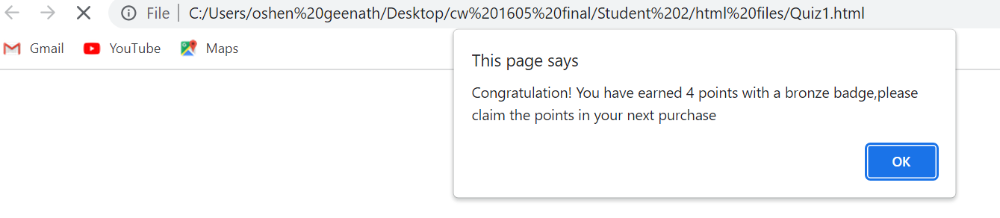 File C:/Users/oshen%20geenath/Desktop/cw%201605%20final/Student%202/html%20files/Quiz1.html
Gmail YouTube Maps
This page says
Congratulation! You have earned 4 points with a bronze badge,please
claim the points in your next purchase
OK